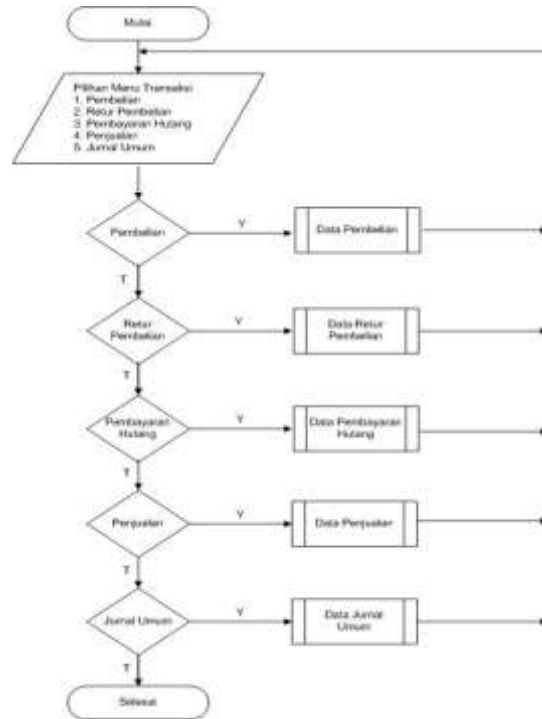 Mulai
Pilihan Menu Transaksi
1. Pembelian
2. Retur Pembelian
3. Pembayaran Hutang
4. Penjualan
5. Jurnal Umum
Pembelian
Y
Data Pembelian
T
Retur
Pembelian
Y
Data Retur
Pembelian
T
Pembayaran
Hutang
Y
Data Pembayaran
Hutang
T
Penjualan
Y
Data Penjualan
T
Jurnal Umum
Y
Data Jurnal
Umum
T
Selesai